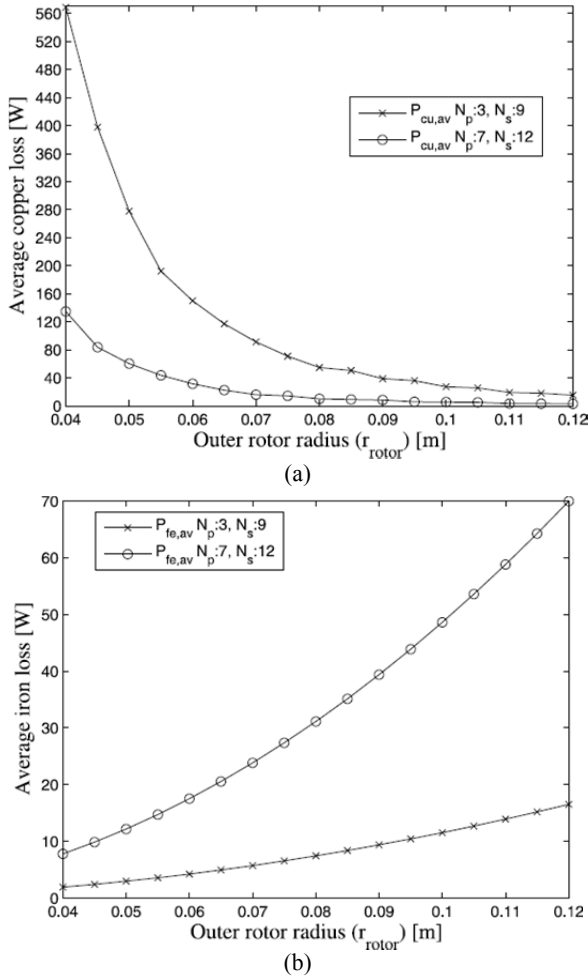 560
520
480
440
400
360
320
280
240
200
160
120
80
40
0
Average copper loss [W]
P_cu,av N_p:3, N_s:9
P_cu,av N_p:7, N_s:12
0.04 0.05 0.06 0.07 0.08 0.09 0.1 0.11 0.12
Outer rotor radius (r_rotor) [m]
(a)
70
60
50
40
30
20
10
0
Average iron loss [W]
P_fe,av N_p:3, N_s:9
P_fe,av N_p:7, N_s:12
0.04 0.05 0.06 0.07 0.08 0.09 0.1 0.11 0.12
Outer rotor radius (r_rotor) [m]
(b)